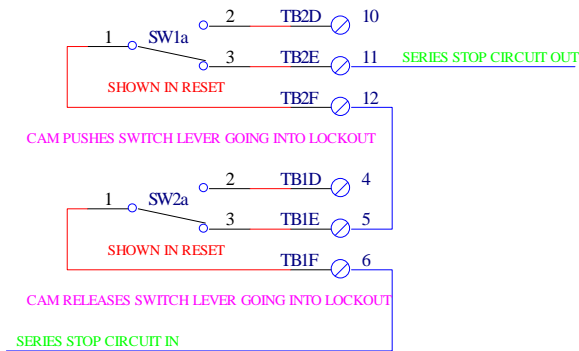 2 TB2D 10
1 SW1a
3 TB2E 11 SERIES STOP CIRCUIT OUT
SHOWN IN RESET
TB2F 12
CAM PUSHES SWITCH LEVER GOING INTO LOCKOUT
2 TB1D 4
1 SW2a
3 TB1E 5
SHOWN IN RESET
TB1F 6
CAM RELEASES SWITCH LEVER GOING INTO LOCKOUT
SERIES STOP CIRCUIT IN